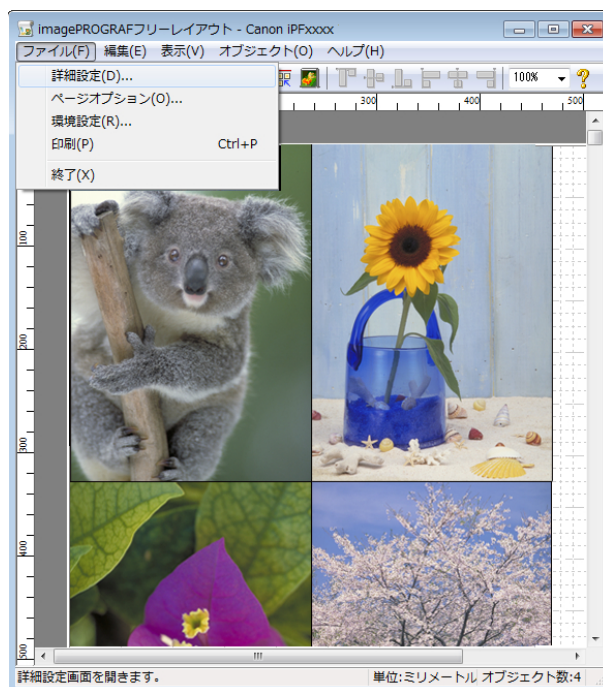 imagePROGRAFフリーレイアウト - Canon iPFxxxx
ファイル(F) 編集(E) 表示(V) オブジェクト(O) ヘルプ(H)
詳細設定(D)...
ページオプション(O)...
環境設定(R)...
印刷(P) Ctrl+P
終了(X)
100%
300 400 500
100
200
300
400
500
詳細設定画面を開きます。
単位:ミリメートル オブジェクト数:4